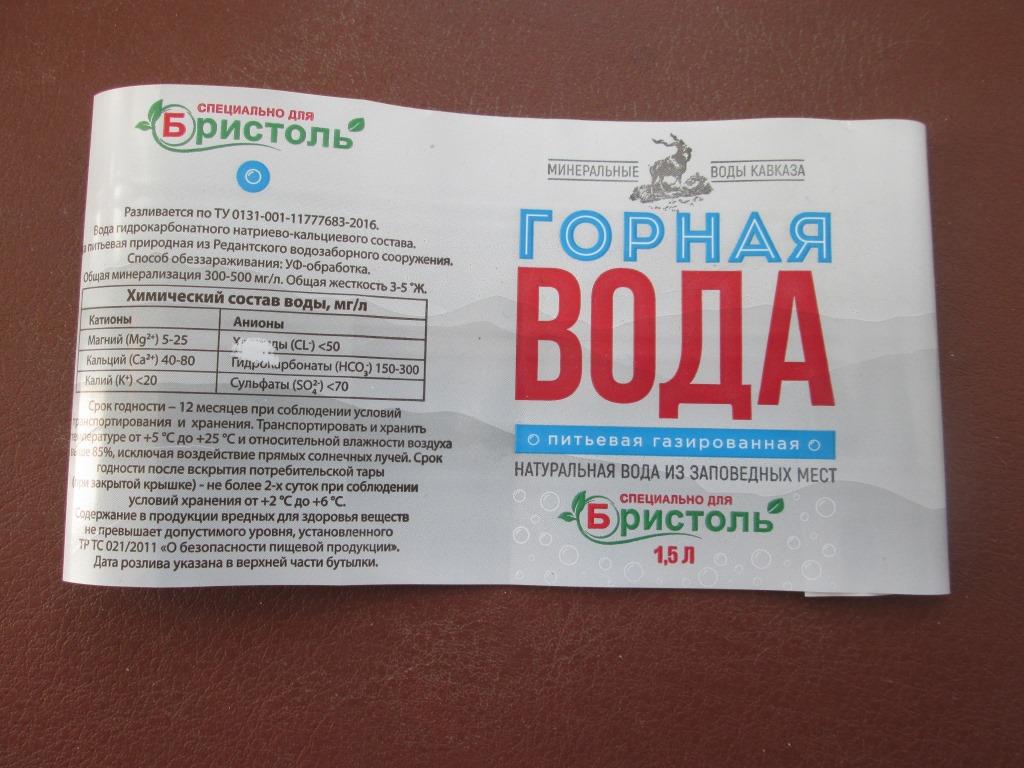 СПЕЦИАЛЬНО ДЛЯ
Бристоль
Разливается по ТУ 0131-001-11777683-2016.
Вода гидрокарбонатного натриево-кальциевого состава.
питьевая природная из Редантского водозаборного сооружения.
Способ обеззараживания: УФ-обработка.
Общая минерализация 300-500 мг/л. Общая жесткость 3-5 °Ж.
Химический состав воды, мг/л
Катионы Анионы
Магний (Mg²⁺) 5-25 (CL⁻) <50
Кальций (Ca²⁺) 40-80 Гидрокарбонаты (HCO₃⁻) 150-300
Калий (K⁺) <20 Сульфаты (SO₄²⁻) <70
Срок годности – 12 месяцев при соблюдении условий
транспортирования и хранения. Транспортировать и хранить
температуре от +5 °С до +25 °С и относительной влажности воздуха
85%, исключая воздействие прямых солнечных лучей. Срок
годности после вскрытия потребительской тары
(при закрытой крышке) - не более 2-х суток при соблюдении
условий хранения от +2 °С до +6 °С.
Содержание в продукции вредных для здоровья веществ
не превышает допустимого уровня, установленного
ТР ТС 021/2011 «О безопасности пищевой продукции».
Дата розлива указана в верхней части бутылки.
МИНЕРАЛЬНЫЕ ВОДЫ КАВКАЗА
ГОРНАЯ
ВОДА
питьевая газированная
НАТУРАЛЬНАЯ ВОДА ИЗ ЗАПОВЕДНЫХ МЕСТ
СПЕЦИАЛЬНО ДЛЯ
Бристоль
1,5 Л